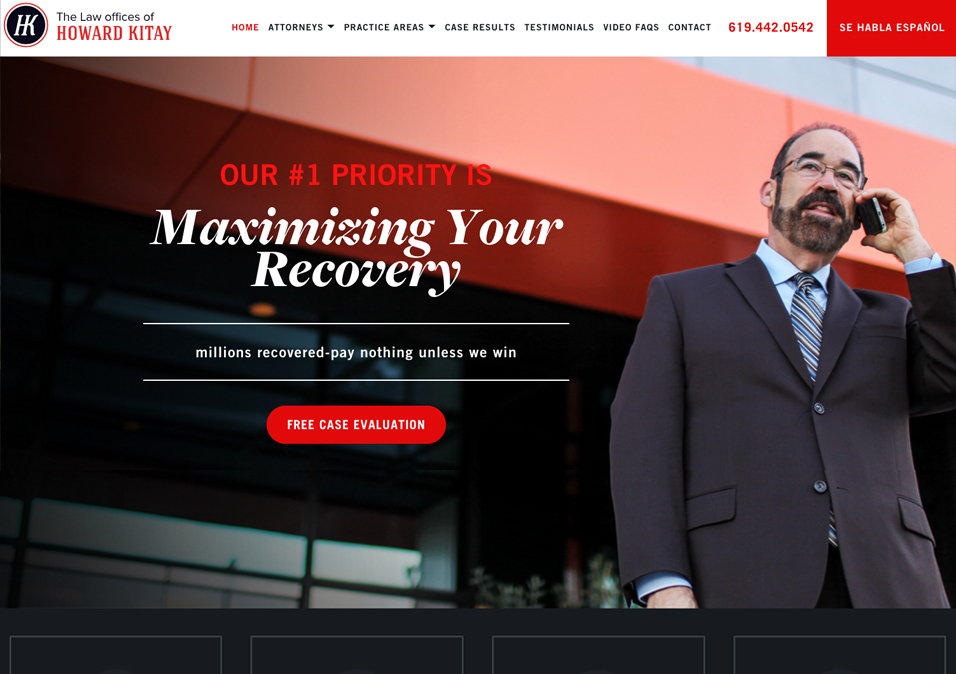 HK
The Law offices of
HOWARD KITAY
HOME ATTORNEYS PRACTICE AREAS CASE RESULTS TESTIMONIALS VIDEO FAQS CONTACT 619.442.0542 SE HABLA ESPAÑOL
OUR #1 PRIORITY IS
Maximizing Your
Recovery
millions recovered-pay nothing unless we win
FREE CASE EVALUATION